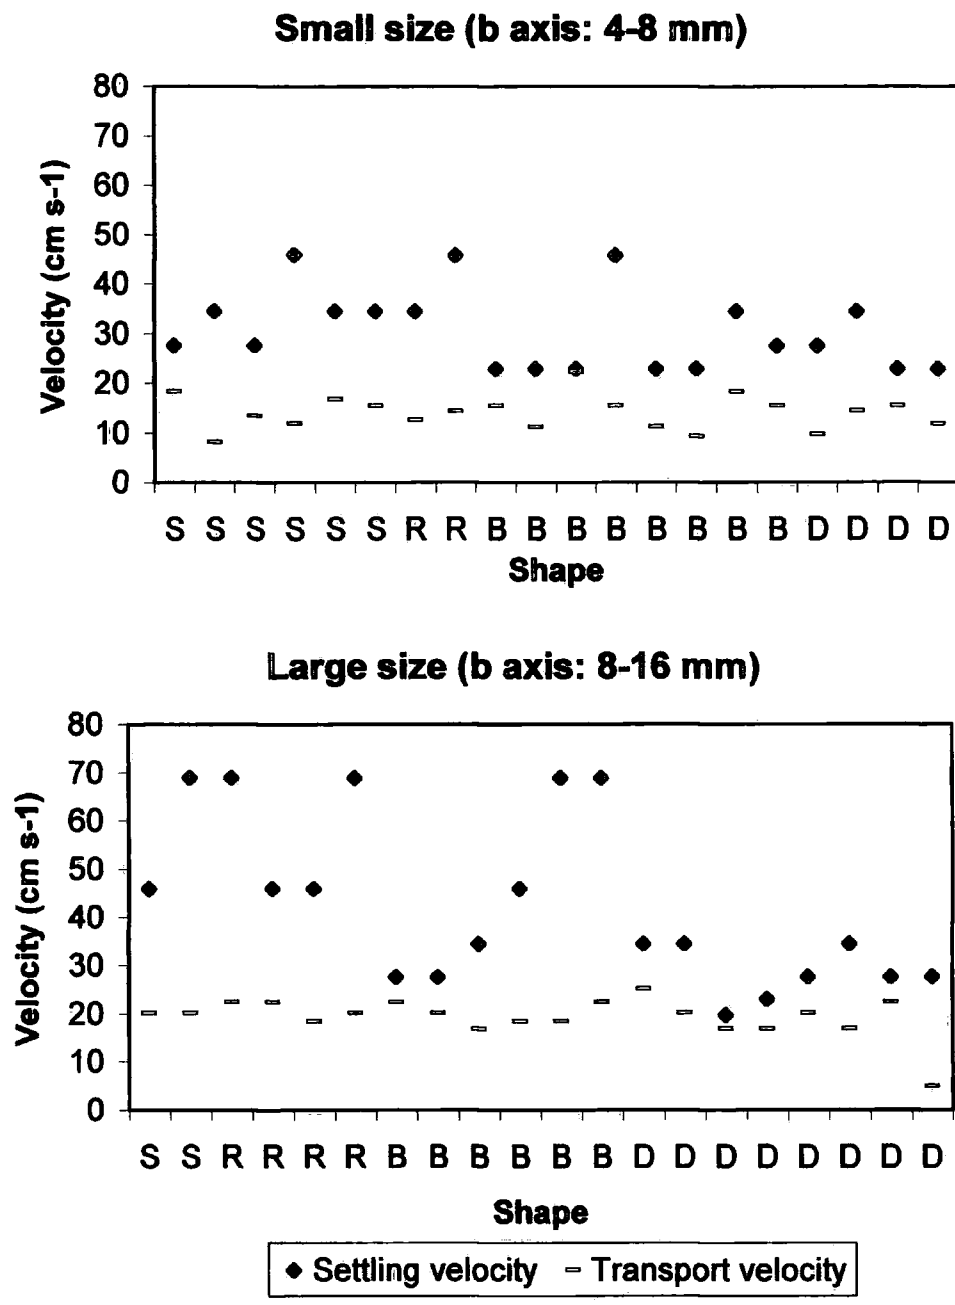 Small size (b axis: 4-8 mm)
80
70
60
50
40
30
20
10
0
Velocity (cm s-1)
S S S S S S R R B B B B B B B B D D D D
Shape
Large size (b axis: 8-16 mm)
80
70
60
50
40
30
20
10
0
Velocity (cm s-1)
S S R R R R B B B B B B D D D D D D D D
Shape
Settling velocity Transport velocity